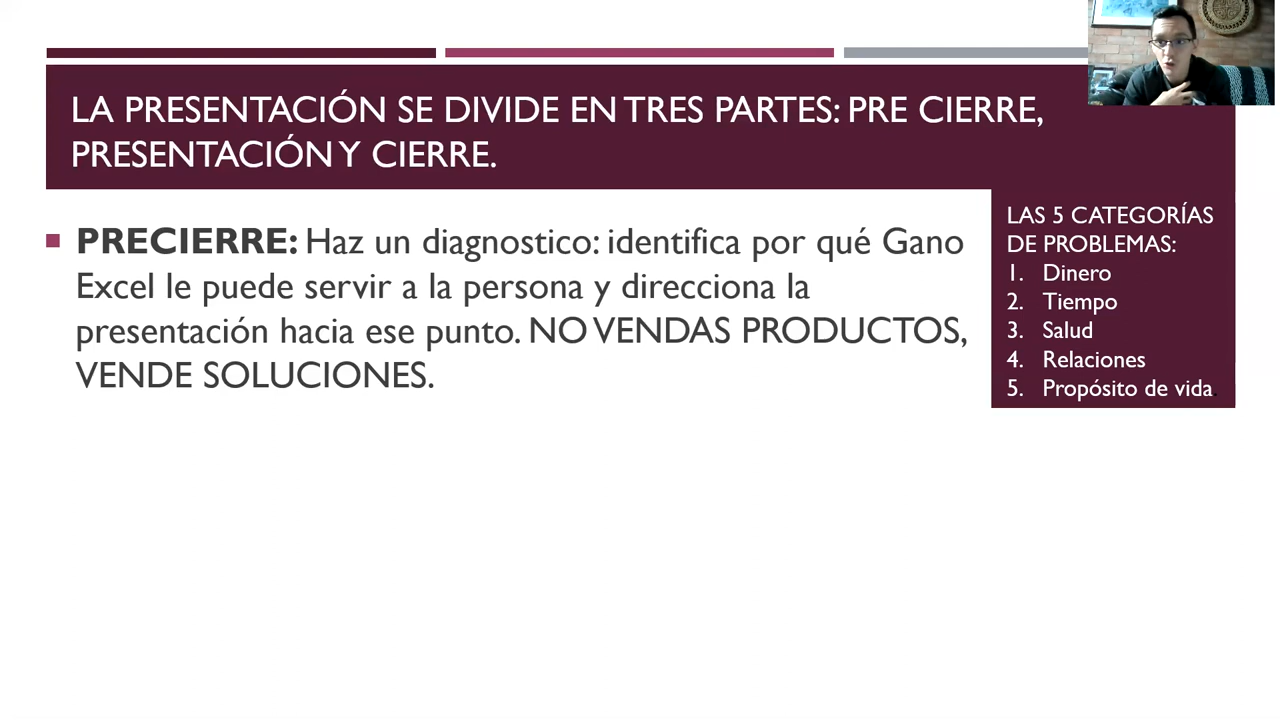 LA PRESENTACIÓN SE DIVIDE EN TRES PARTES: PRE CIERRE,
PRESENTACIÓN Y CIERRE.
PRECIERRE: Haz un diagnostico: identifica por qué Gano
Excel le puede servir a la persona y direcciona la
presentación hacia ese punto. NO VENDAS PRODUCTOS,
VENDE SOLUCIONES.
LAS 5 CATEGORÍAS
DE PROBLEMAS:
1. Dinero
2. Tiempo
3. Salud
4. Relaciones
5. Propósito de vida